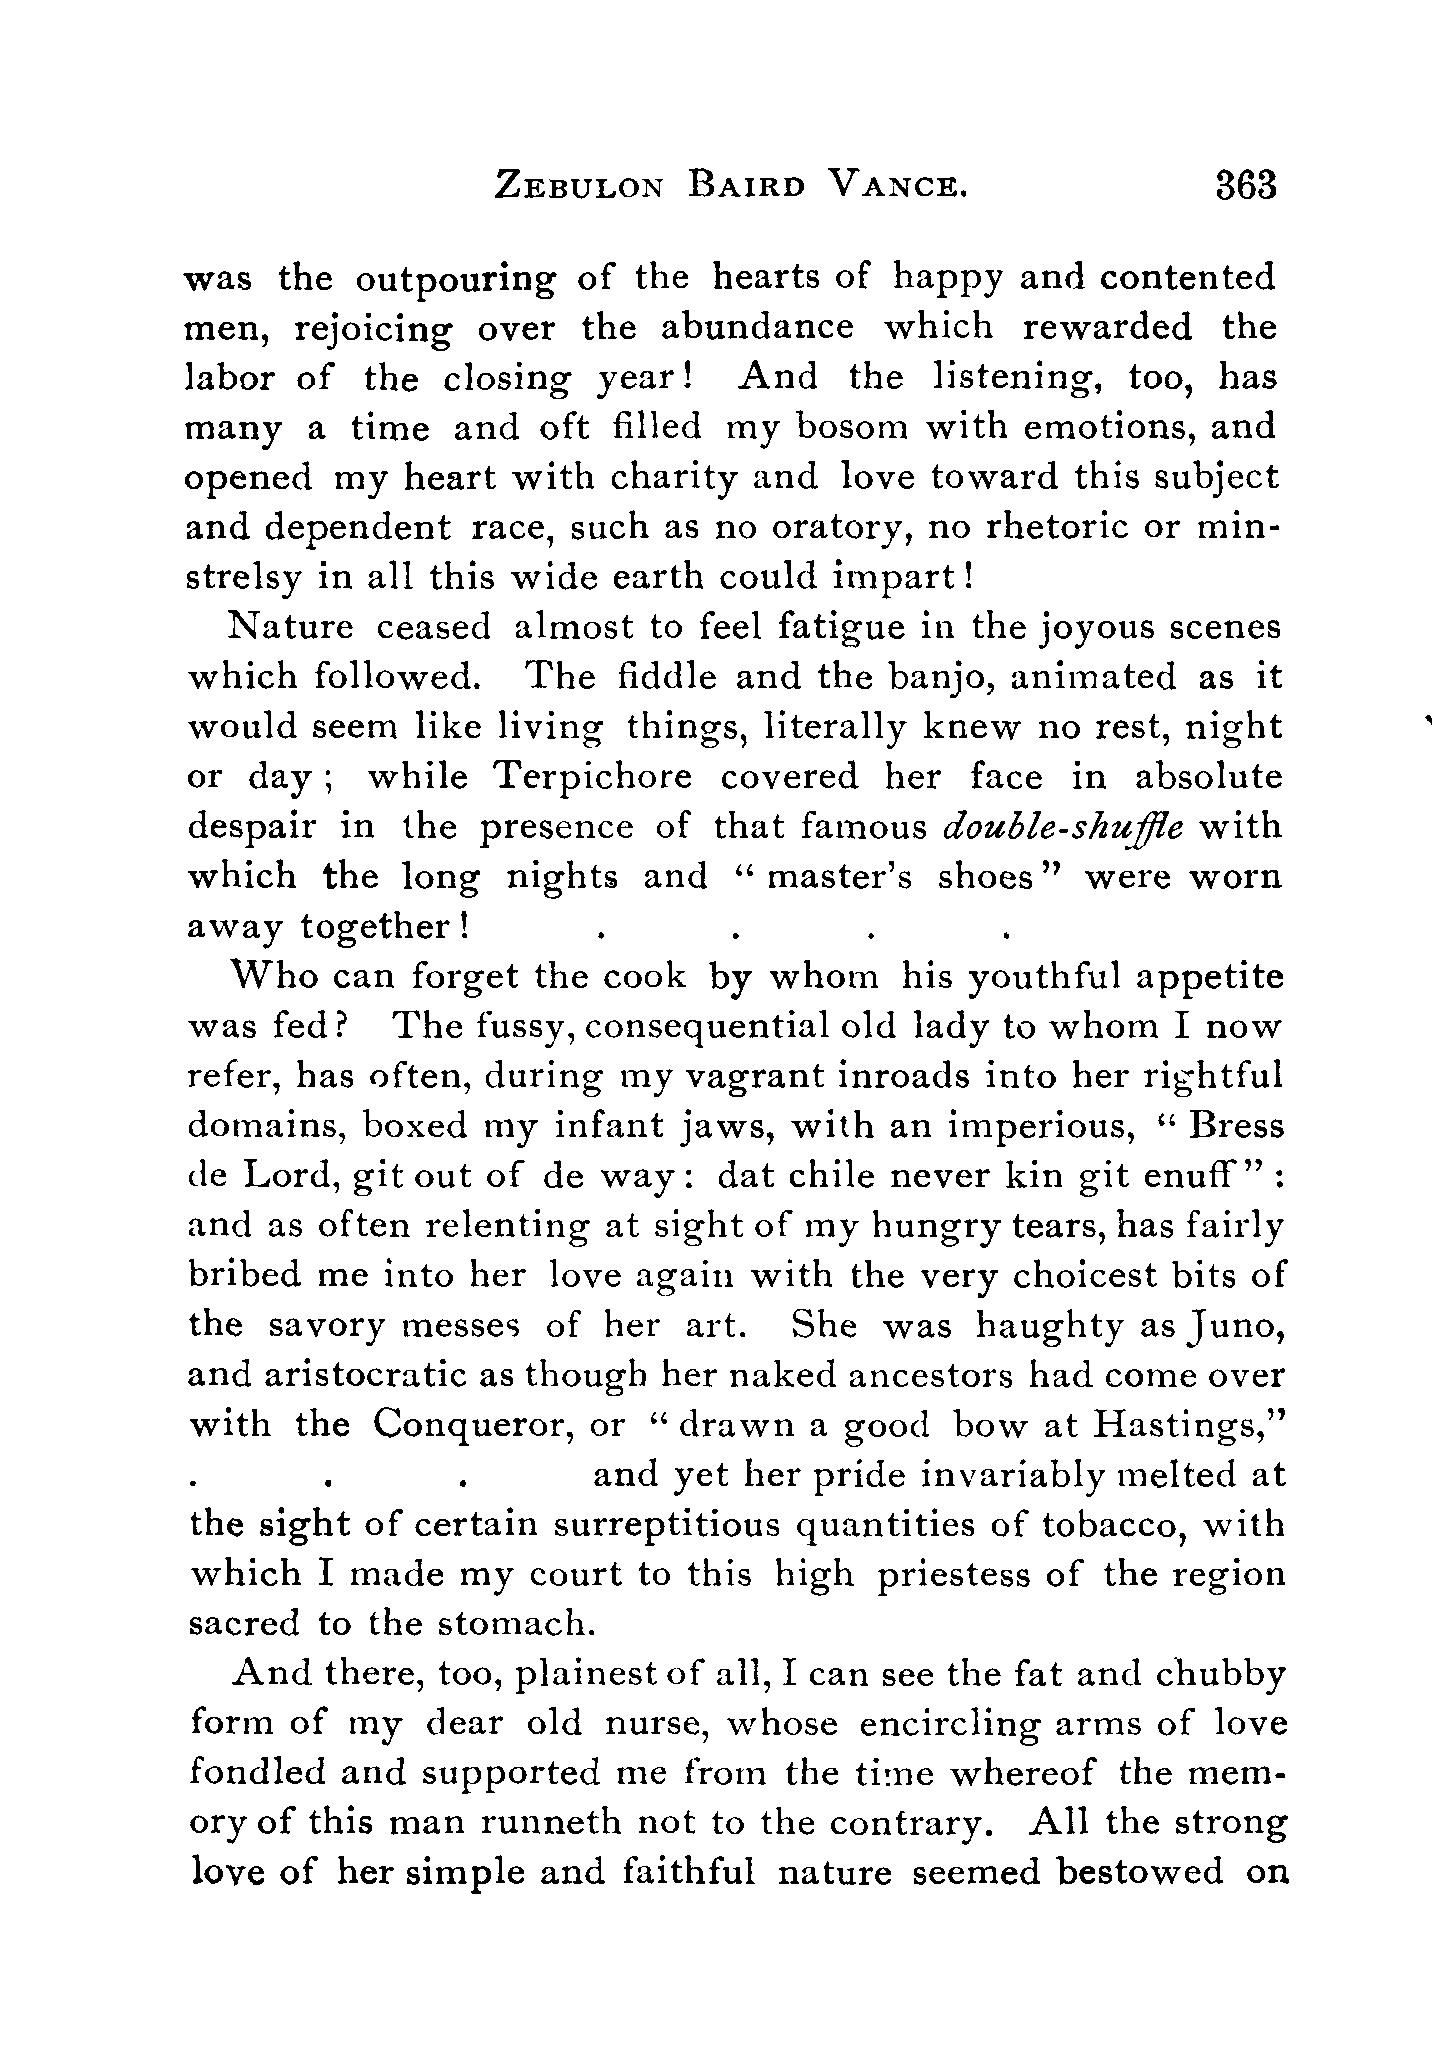 ZEBULON BAIRD VANCE. 363
was the outpouring of the hearts of happy and contented
men, rejoicing over the abundance which rewarded the
labor of the closing year! And the listening, too, has
many a time and oft filled my bosom with emotions, and
opened my heart with charity and love toward this subject
and dependent race, such as no oratory, no rhetoric or min-
strelsy in all this wide earth could impart!
Nature ceased almost to feel fatigue in the joyous scenes
which followed. The fiddle and the banjo, animated as it
would seem like living things, literally knew no rest, night
or day; while Terpichore covered her face in absolute
despair in the presence of that famous double-shuffle with
which the long nights and "master's shoes" were worn
away together! . . . .
Who can forget the cook by whom his youthful appetite
was fed? The fussy, consequential old lady to whom I now
refer, has often, during my vagrant inroads into her rightful
domains, boxed my infant jaws, with an imperious, "Bress
de Lord, git out of de way: dat chile never kin git enuff":
and as often relenting at sight of my hungry tears, has fairly
bribed me into her love again with the very choicest bits of
the savory messes of her art. She was haughty as Juno,
and aristocratic as though her naked ancestors had come over
with the Conqueror, or "drawn a good bow at Hastings,"
. . . and yet her pride invariably melted at
the sight of certain surreptitious quantities of tobacco, with
which I made my court to this high priestess of the region
sacred to the stomach.
And there, too, plainest of all, I can see the fat and chubby
form of my dear old nurse, whose encircling arms of love
fondled and supported me from the time whereof the mem-
ory of this man runneth not to the contrary. All the strong
love of her simple and faithful nature seemed bestowed on